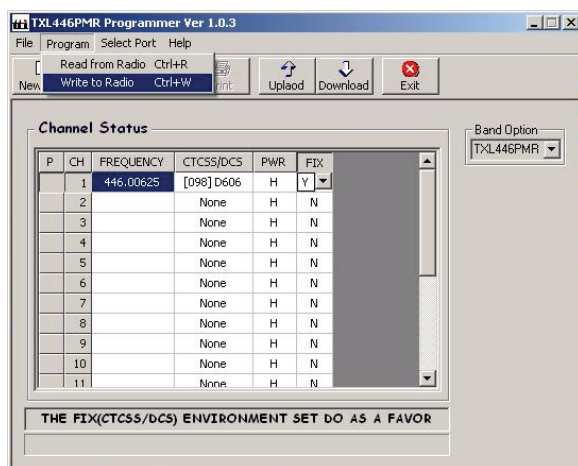 TXL446PMR Programmer Ver 1.0.3
File Program Select Port Help
Read from Radio Ctrl+R
Write to Radio Ctrl+W
New Uplaod Download Exit
Channel Status
Band Option
TXL446PMR
P CH FREQUENCY CTCSS/DCS PWR FIX
1 446.00625 [098] D606 H Y
2 None H N
3 None H N
4 None H N
5 None H N
6 None H N
7 None H N
8 None H N
9 None H N
10 None H N
11 None H N
THE FIX(CTCSS/DCS) ENVIRONMENT SET DO AS A FAVOR